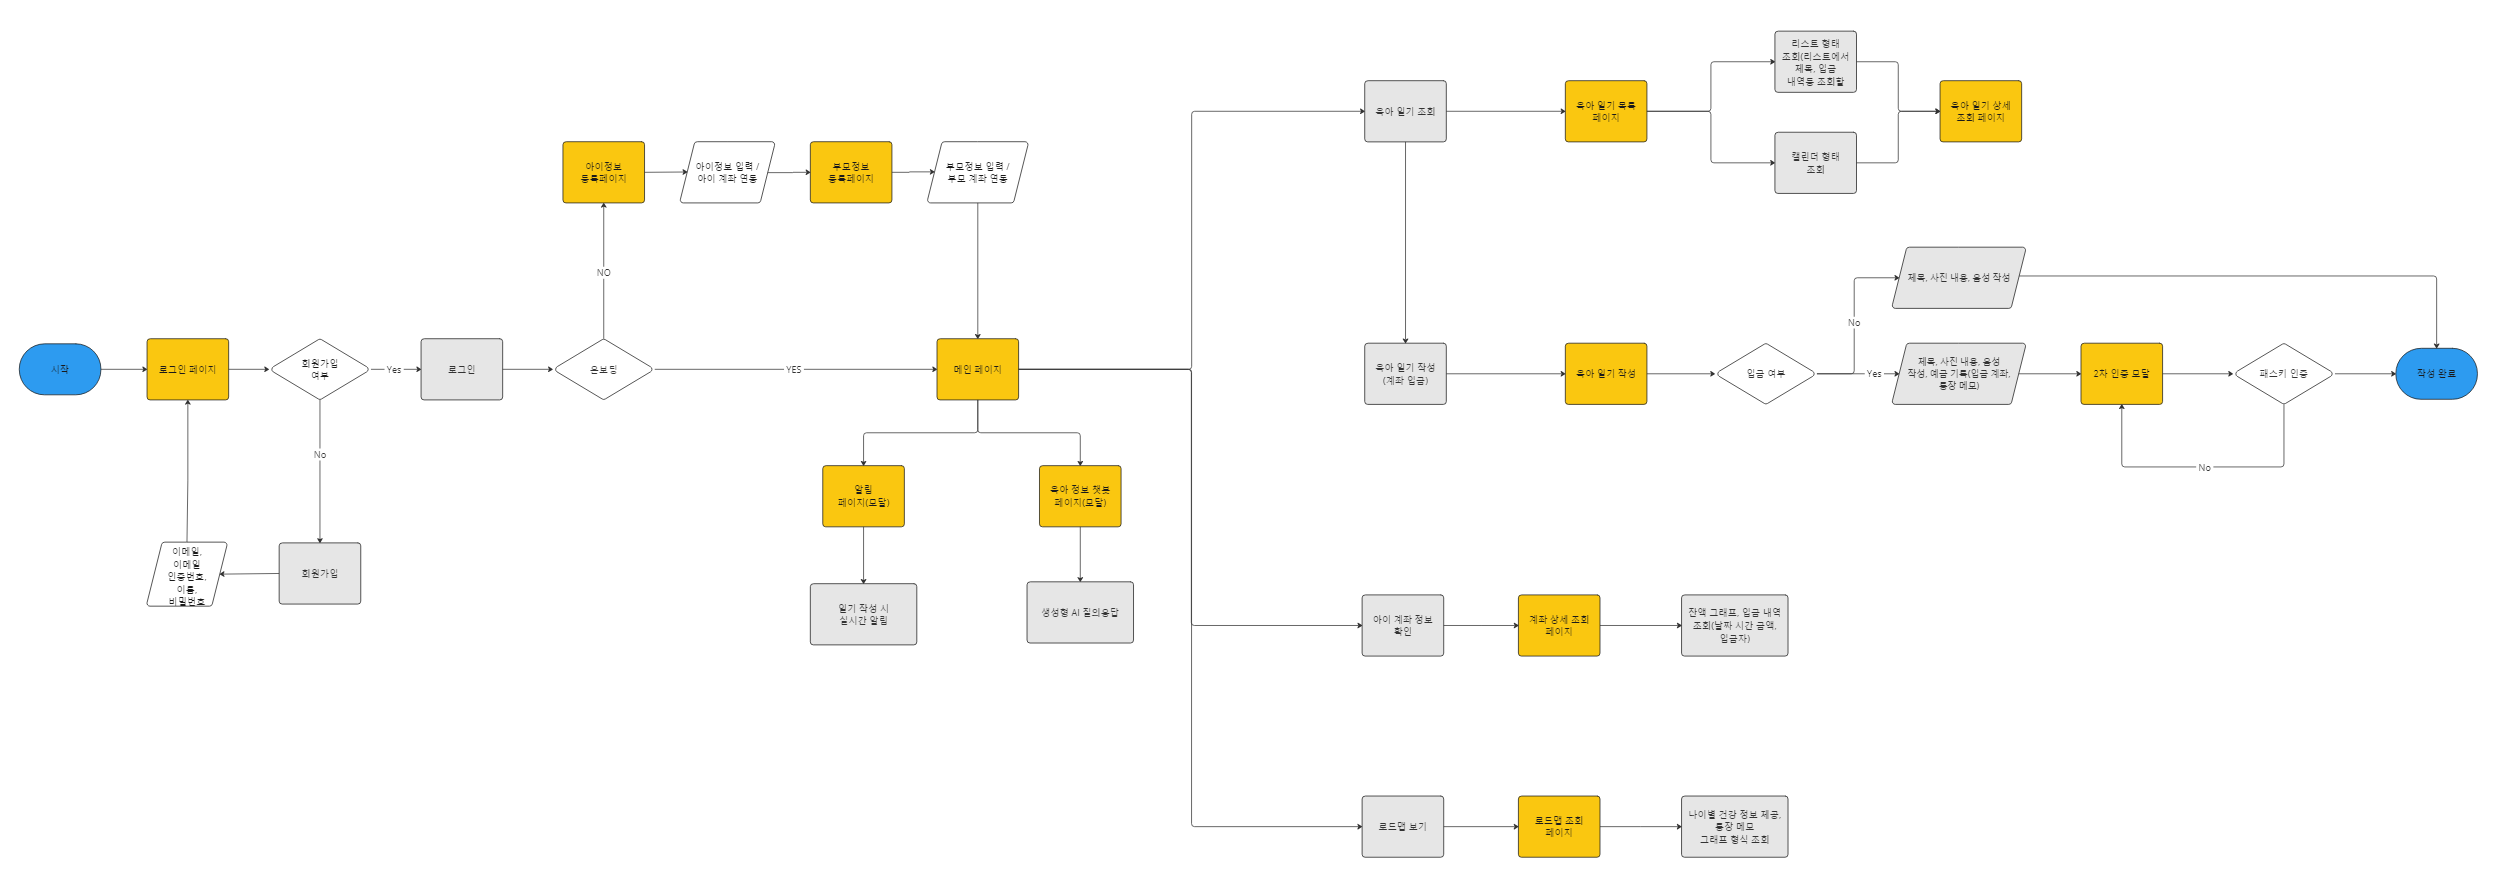 시작
로그인 페이지
회원가입
여부
Yes
No
로그인
회원가입
이메일,
이메일
인증번호,
이름,
비밀번호
온보딩
NO
YES
아이정보
등록페이지
아이정보 입력 /
아이 계좌 연동
부모정보
등록페이지
부모정보 입력 /
부모 계좌 연동
메인 페이지
알림
페이지(모달)
일기 작성 시
실시간 알림
육아 정보 챗봇
페이지(모달)
생성형 AI 질의응답
육아 일기 조회
육아 일기 목록
페이지
리스트 형태
조회(리스트에서
제목, 입금
내역등 조회할
캘린더 형태
조회
육아 일기 상세
조회 페이지
육아 일기 작성
(계좌 입금)
육아 일기 작성
입금 여부
No
Yes
제목, 사진 내용, 음성 작성
제목, 사진 내용, 음성
작성, 예금 기록(입금 계좌,
통장 메모)
2차 인증 모달
패스키 인증
No
작성 완료
아이 계좌 정보
확인
계좌 상세 조회
페이지
잔액 그래프, 입금 내역
조회(날짜 시간 금액,
입금자)
로드맵 보기
로드맵 조회
페이지
나이별 건강 정보 제공,
통장 메모
그래프 형식 조회